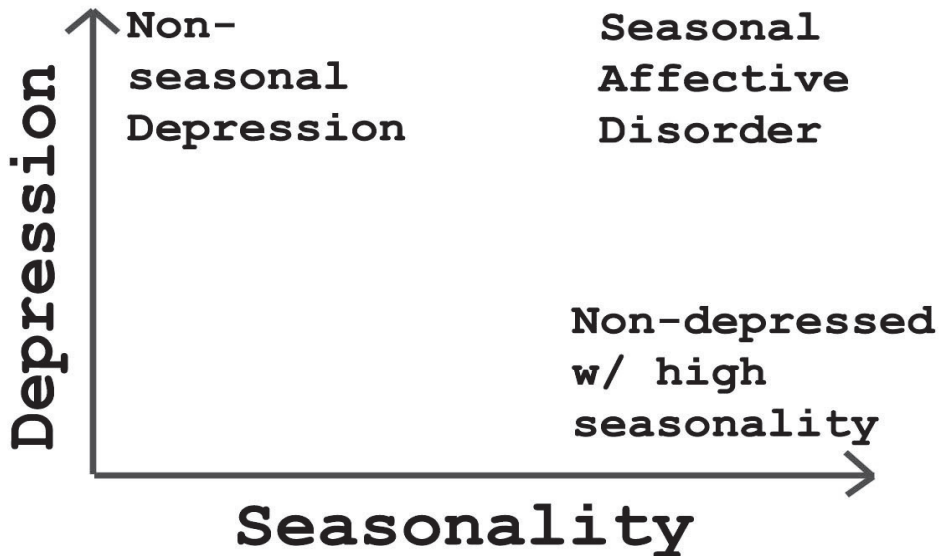 Non-
seasonal
Depression
Seasonal
Affective
Disorder
Depression
Non-depressed
w/ high
seasonality
Seasonality